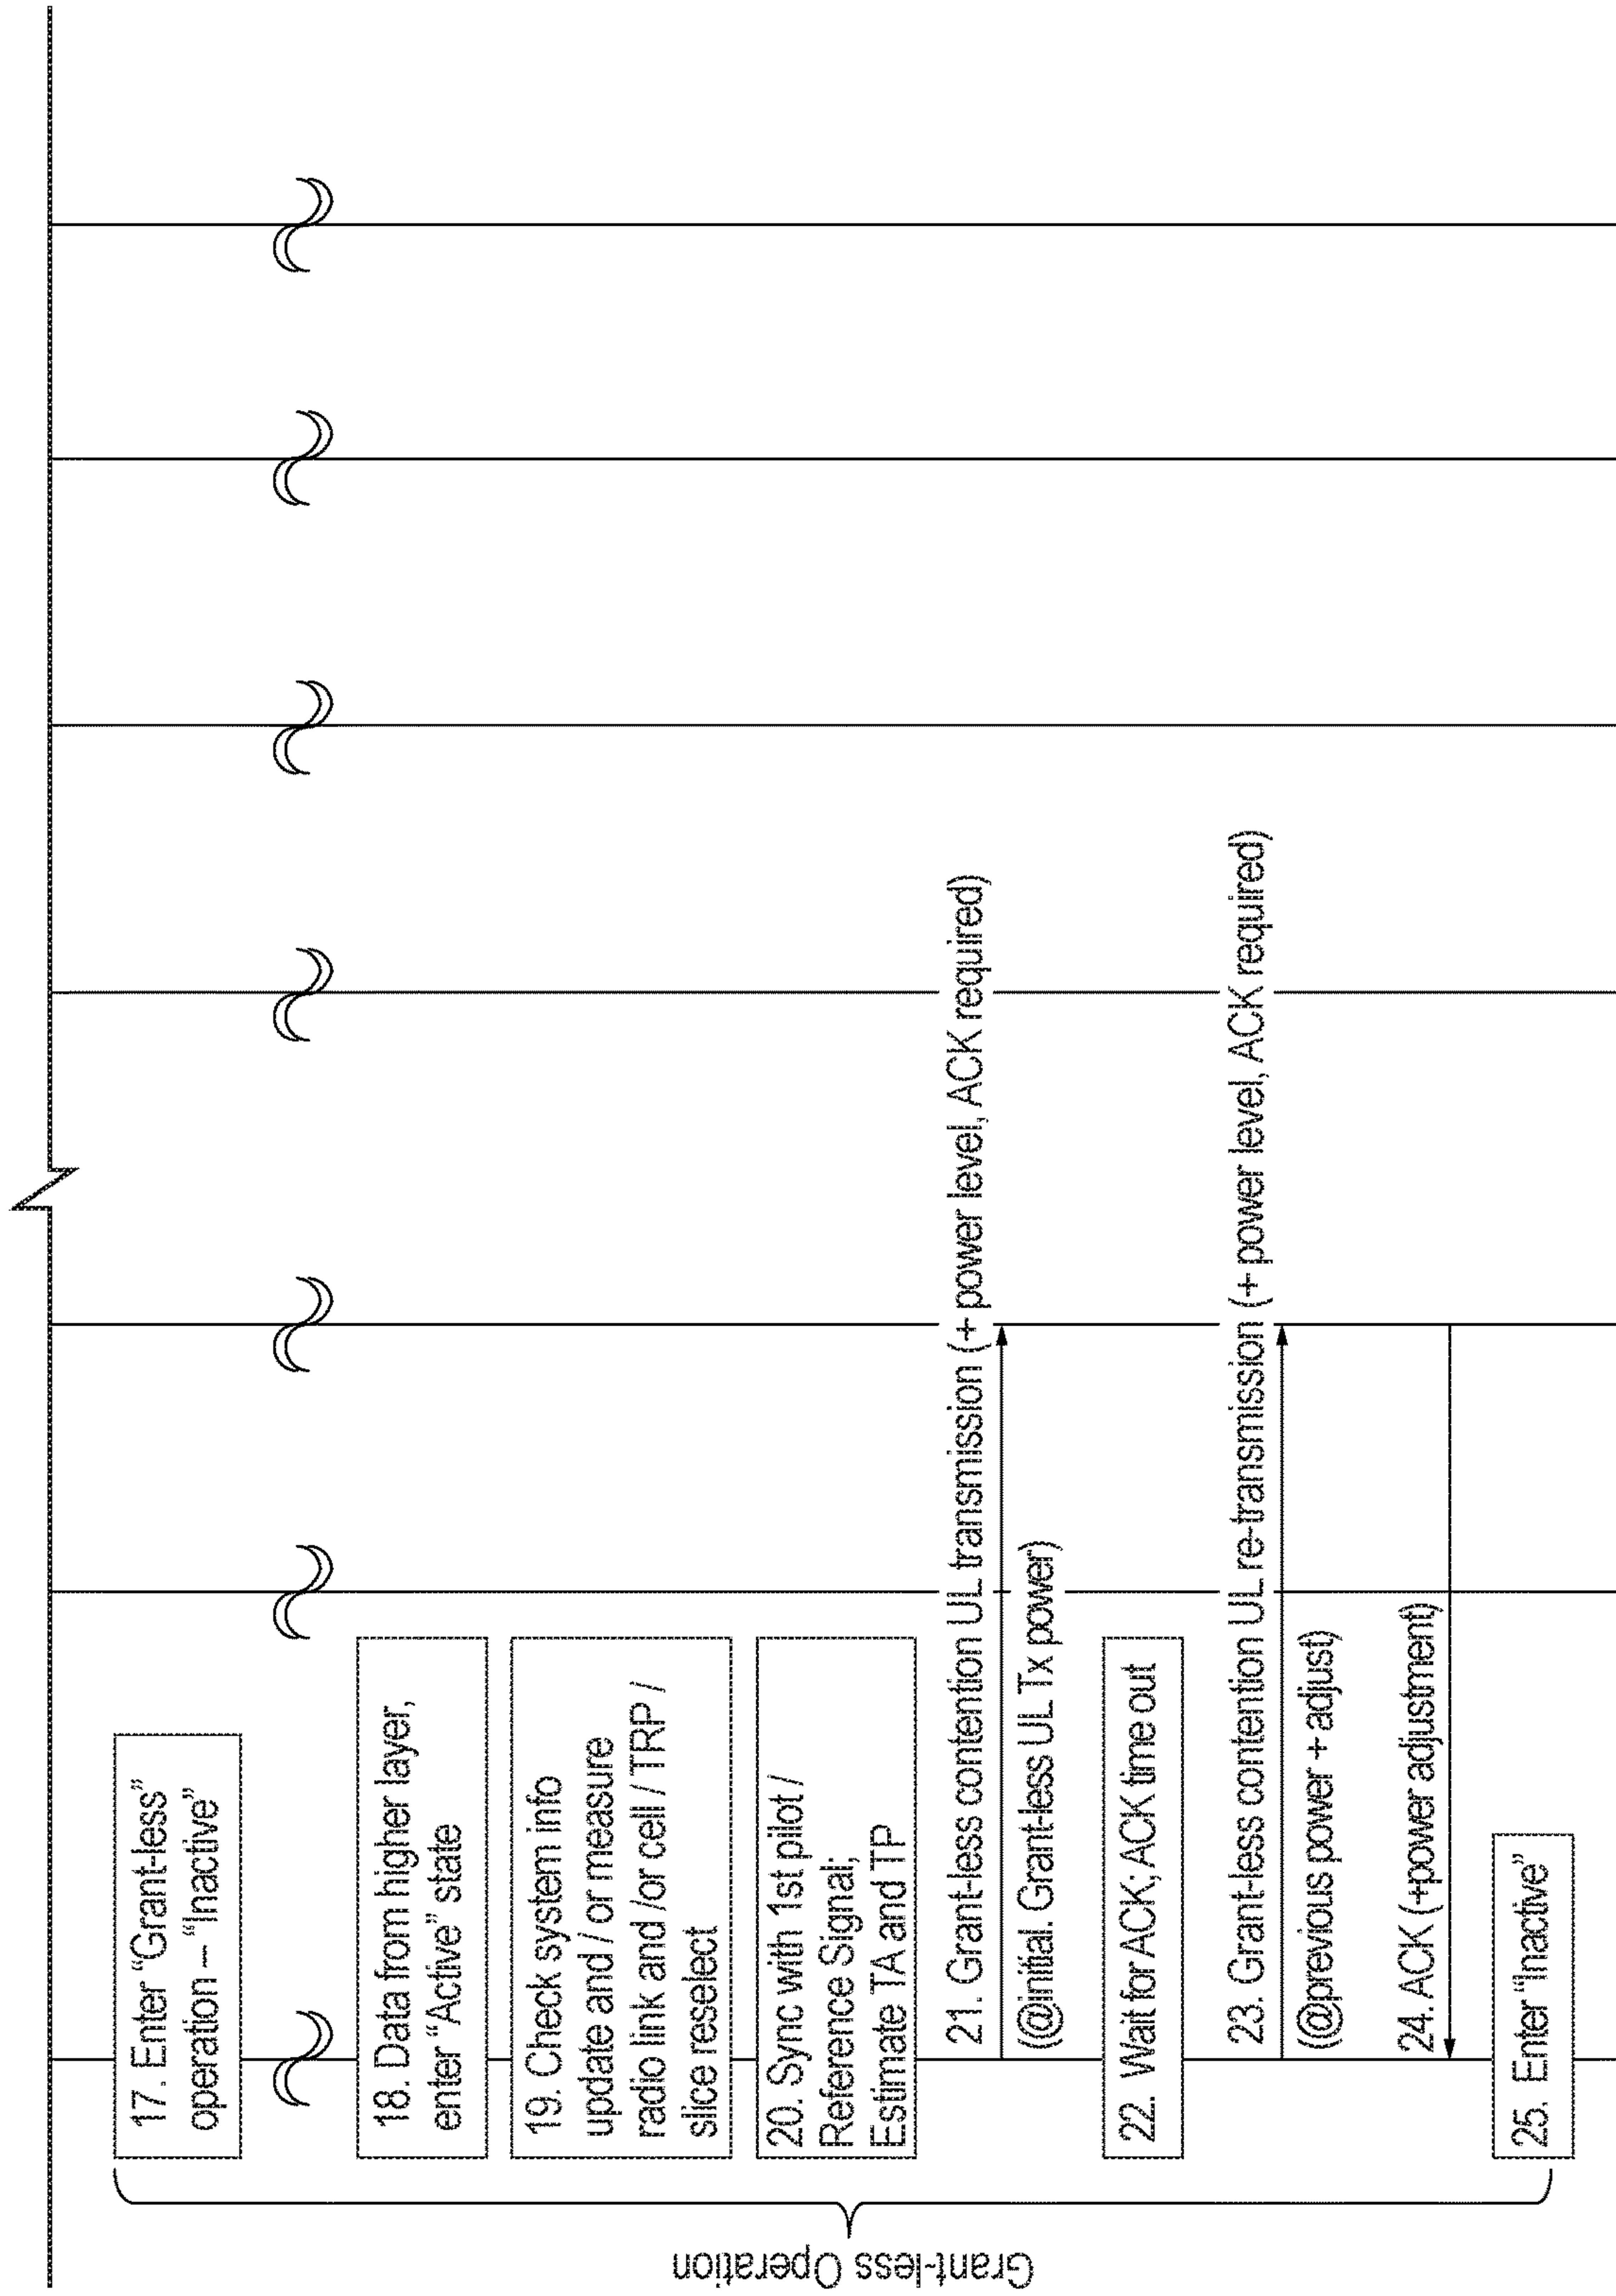 Grant-less Operation
17. Enter “Grant-less”
operation – “Inactive”
18. Data from higher layer,
enter “Active” state
19. Check system info
update and / or measure
radio link and /or cell / TRP /
slice reselect
20. Sync with 1st pilot /
Reference Signal;
Estimate TA and TP
21. Grant-less contention UL transmission (+ power level, ACK required)
(@initial. Grant-less UL Tx power)
22. Wait for ACK; ACK time out
23. Grant-less contention UL re-transmission (+ power level, ACK required)
(@previous power + adjust)
24. ACK (+power adjustment)
25. Enter “Inactive”